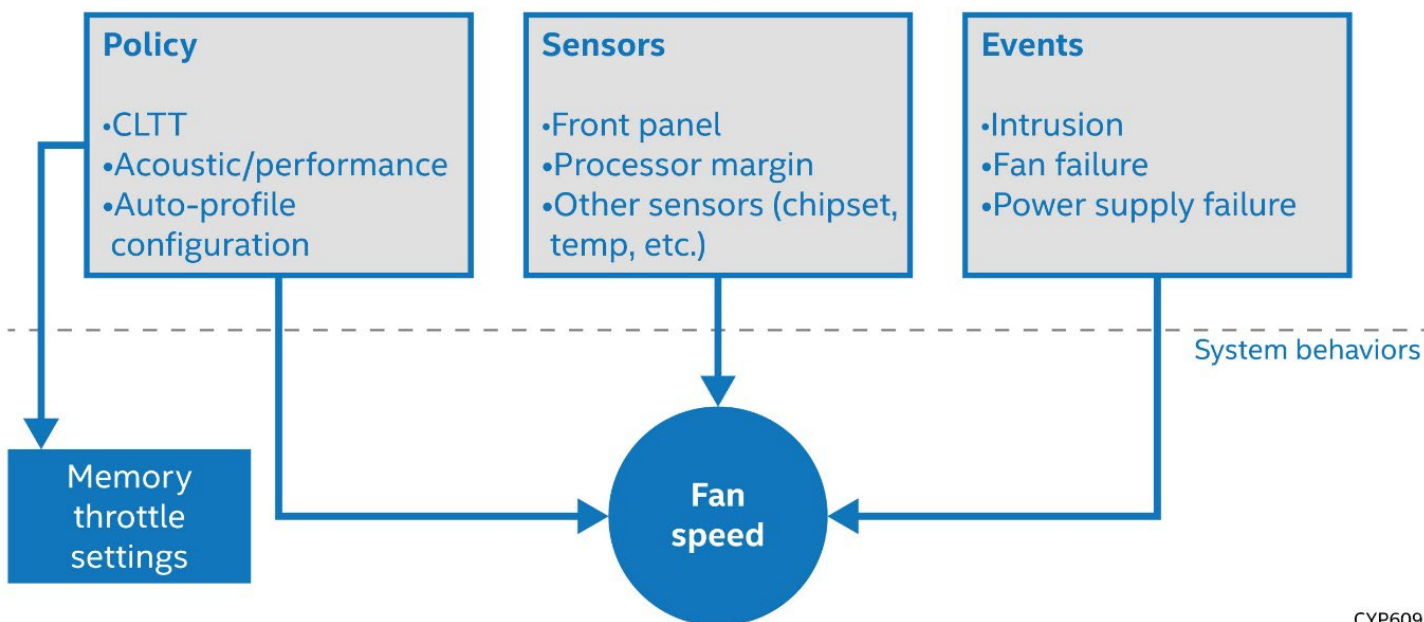 Policy
•CLTT
•Acoustic/performance
•Auto-profile
configuration
Sensors
•Front panel
•Processor margin
•Other sensors (chipset,
temp, etc.)
Events
•Intrusion
•Fan failure
•Power supply failure
System behaviors
Memory
throttle
settings
Fan
speed
CYP609